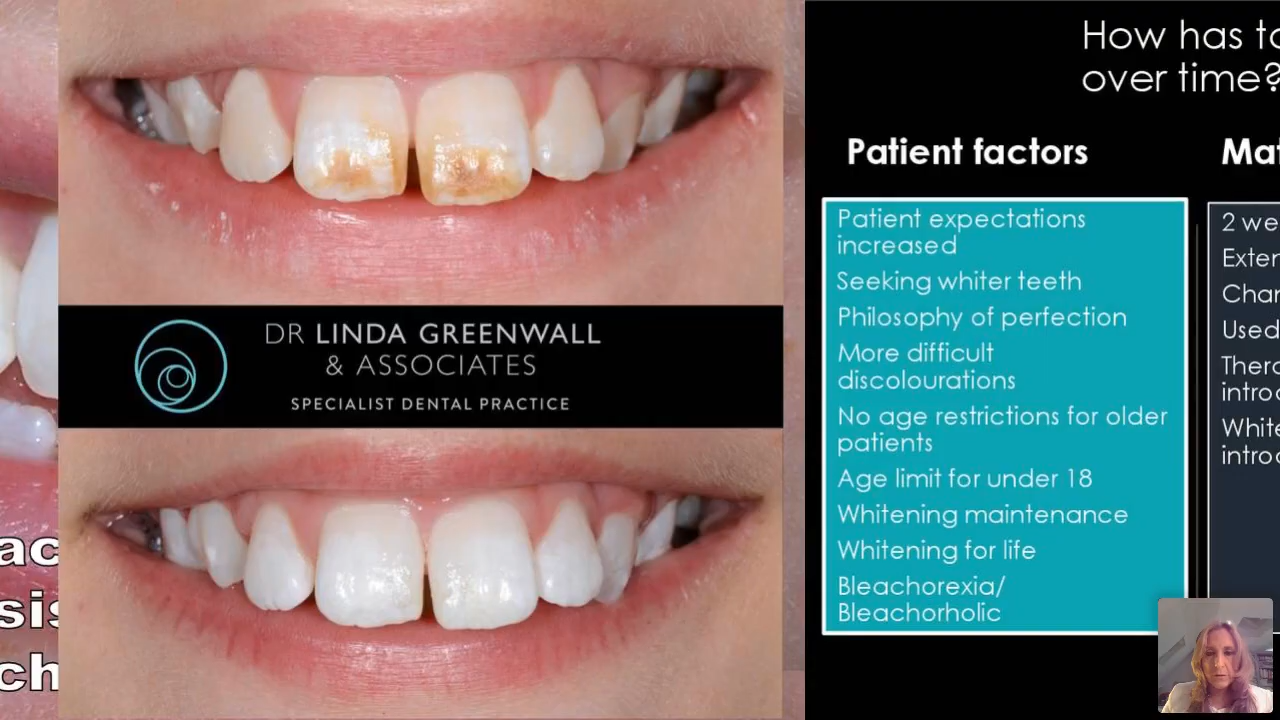 DR LINDA GREENWALL
& ASSOCIATES
SPECIALIST DENTAL PRACTICE
How has
over time?
Patient factors
Patient expectations
increased
Seeking whiter teeth
Philosophy of perfection
More difficult
discolourations
No age restrictions for older
patients
Age limit for under 18
Whitening maintenance
Whitening for life
Bleachorexia/
Bleachorholic
2
Used